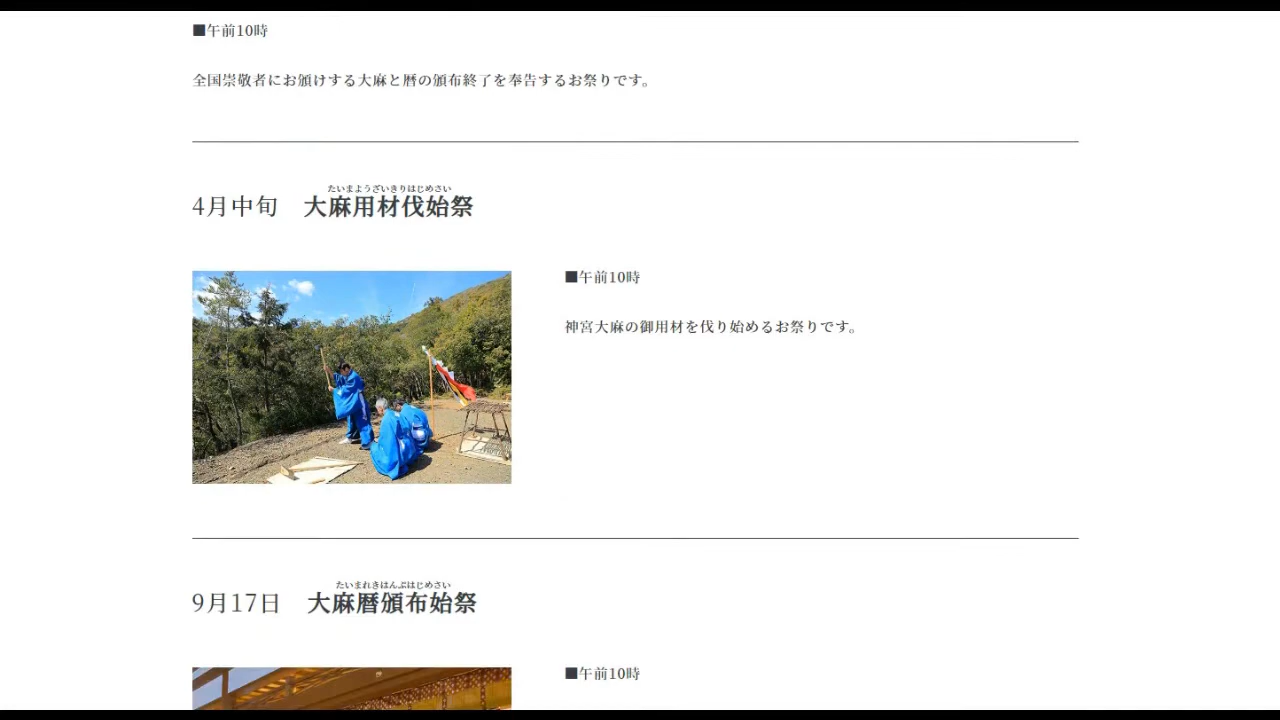 ■午前10時
全国崇敬者にお頒けする大麻と暦の頒布終了を奉告するお祭りです。
たいまようざいきりはじめさい
4月中旬　大麻用材伐始祭
■午前10時
神宮大麻の御用材を伐り始めるお祭りです。
たいまれきはんぷはじめさい
9月17日　大麻暦頒布始祭
■午前10時